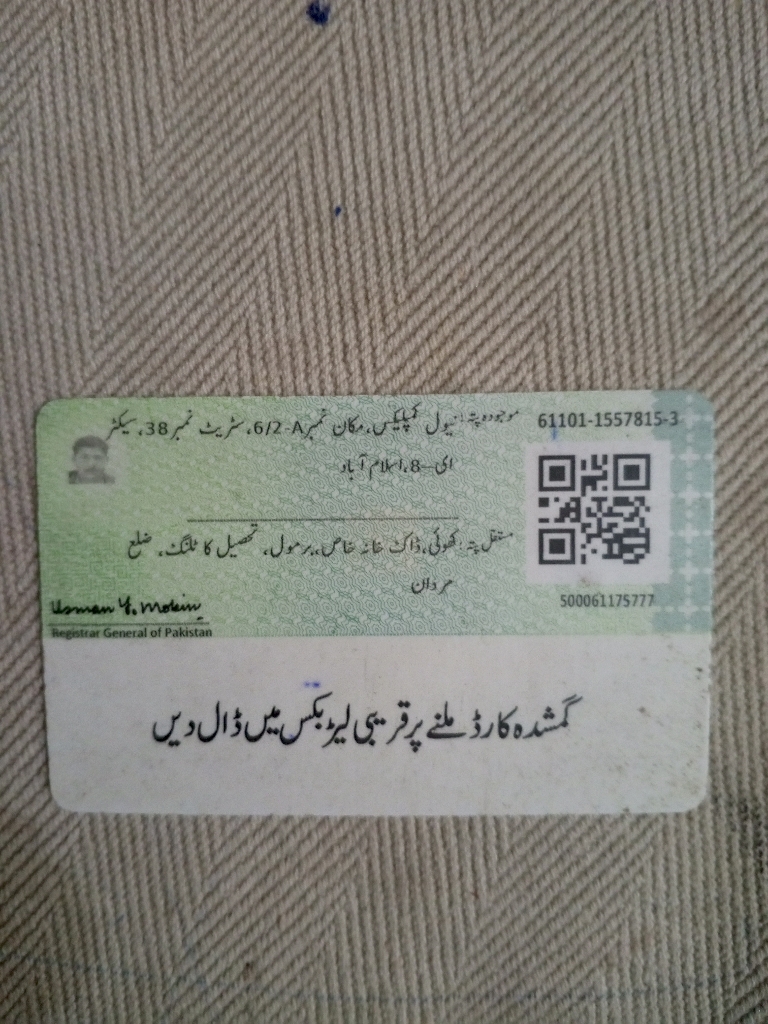 موجودہ پتہ: نیول کمپلیکس، مکان نمبر 6/2-A، سٹریٹ نمبر 38، سیکٹر
ای-8، اسلام آباد
61101-1557815-3
مستقل پتہ: کھوئی، ڈاک خانہ خاص، برمول، تحصیل کاٹلنگ، ضلع
مردان
500061175777
Usman Y. Mobin
Registrar General of Pakistan
گمشدہ کارڈ ملنے پر قریبی لیٹر بکس میں ڈال دیں